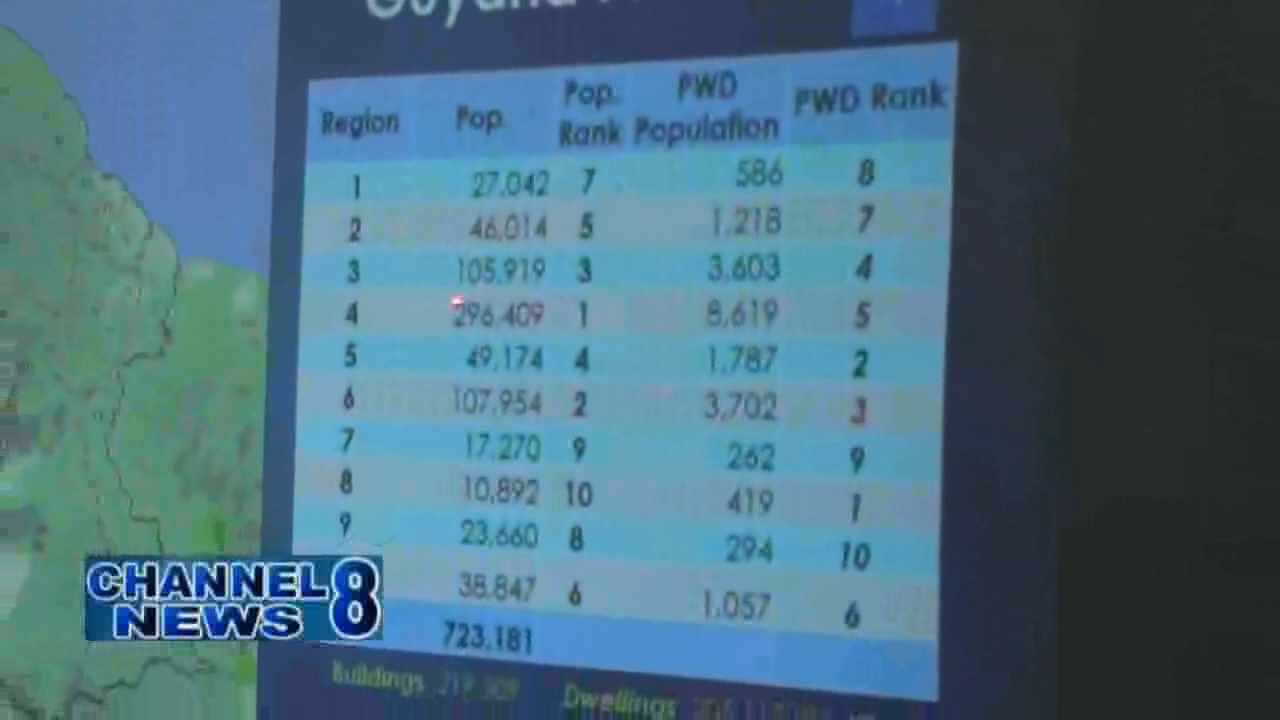 Guyana
Region Pop. Pop. Rank PWD Population PWD Rank
1 27,042 7 586 8
2 46,014 5 1,218 7
3 105,919 3 3,603 4
4 296,409 1 8,619 5
5 49,174 4 1,787 2
6 107,954 2 3,702 3
7 17,270 9 262 9
8 10,892 10 419 1
9 23,660 8 294 10
38,847 6 1,057 6
723,181
Buildings Dwellings
CHANNEL 8
NEWS